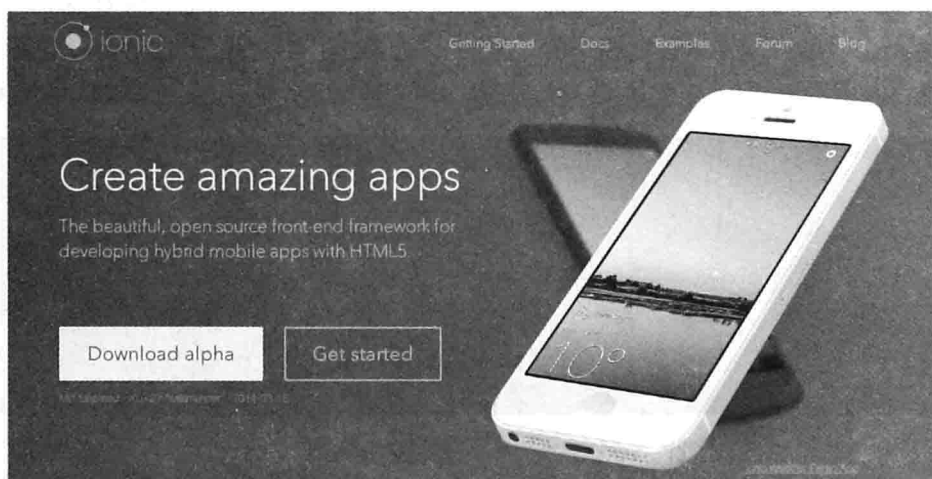 ionic
Getting Started Docs Examples Forum Blog
Create amazing apps
The beautiful, open source front-end framework for
developing hybrid mobile apps with HTML5.
Download alpha Get started
10°